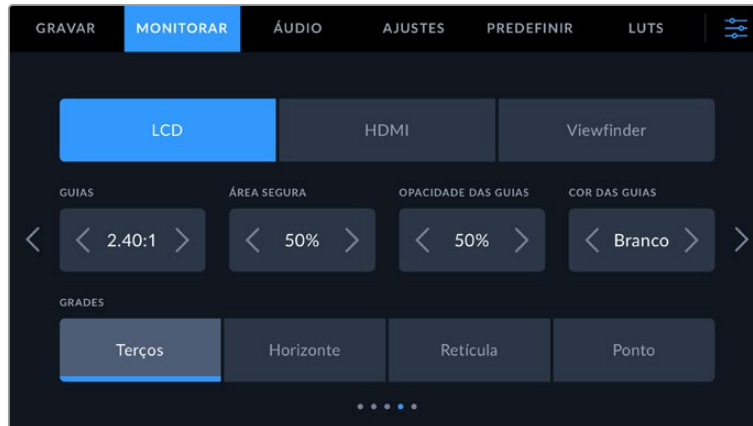 GRAVAR MONITORAR ÁUDIO AJUSTES PREDEFINIR LUTS
LCD HDMI Viewfinder
GUIAS ÁREA SEGURA OPACIDADE DAS GUIAS COR DAS GUIAS
2.40:1 50% 50% Branco
GRADES
Terços Horizonte Retícula Ponto